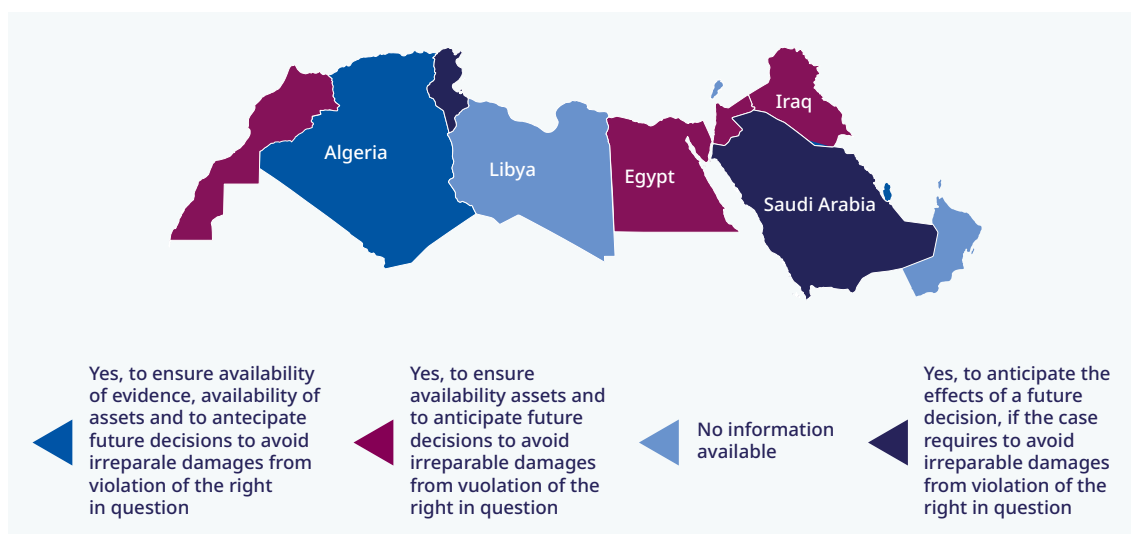 Iraq
Algeria
Libya
Egypt
Saudi Arabia
Yes, to ensure availability
of evidence, availability of
assets and to antecipate
future decisions to avoid
irreparale damages from
violation of the right
in question
Yes, to ensure
availability assets and
to anticipate future
decisions to avoid
irreparable damages
from vuolation of the
right in question
No information
available
Yes, to anticipate the
effects of a future
decision, if the case
requires to avoid
irreparable damages
from violation of the
right in question